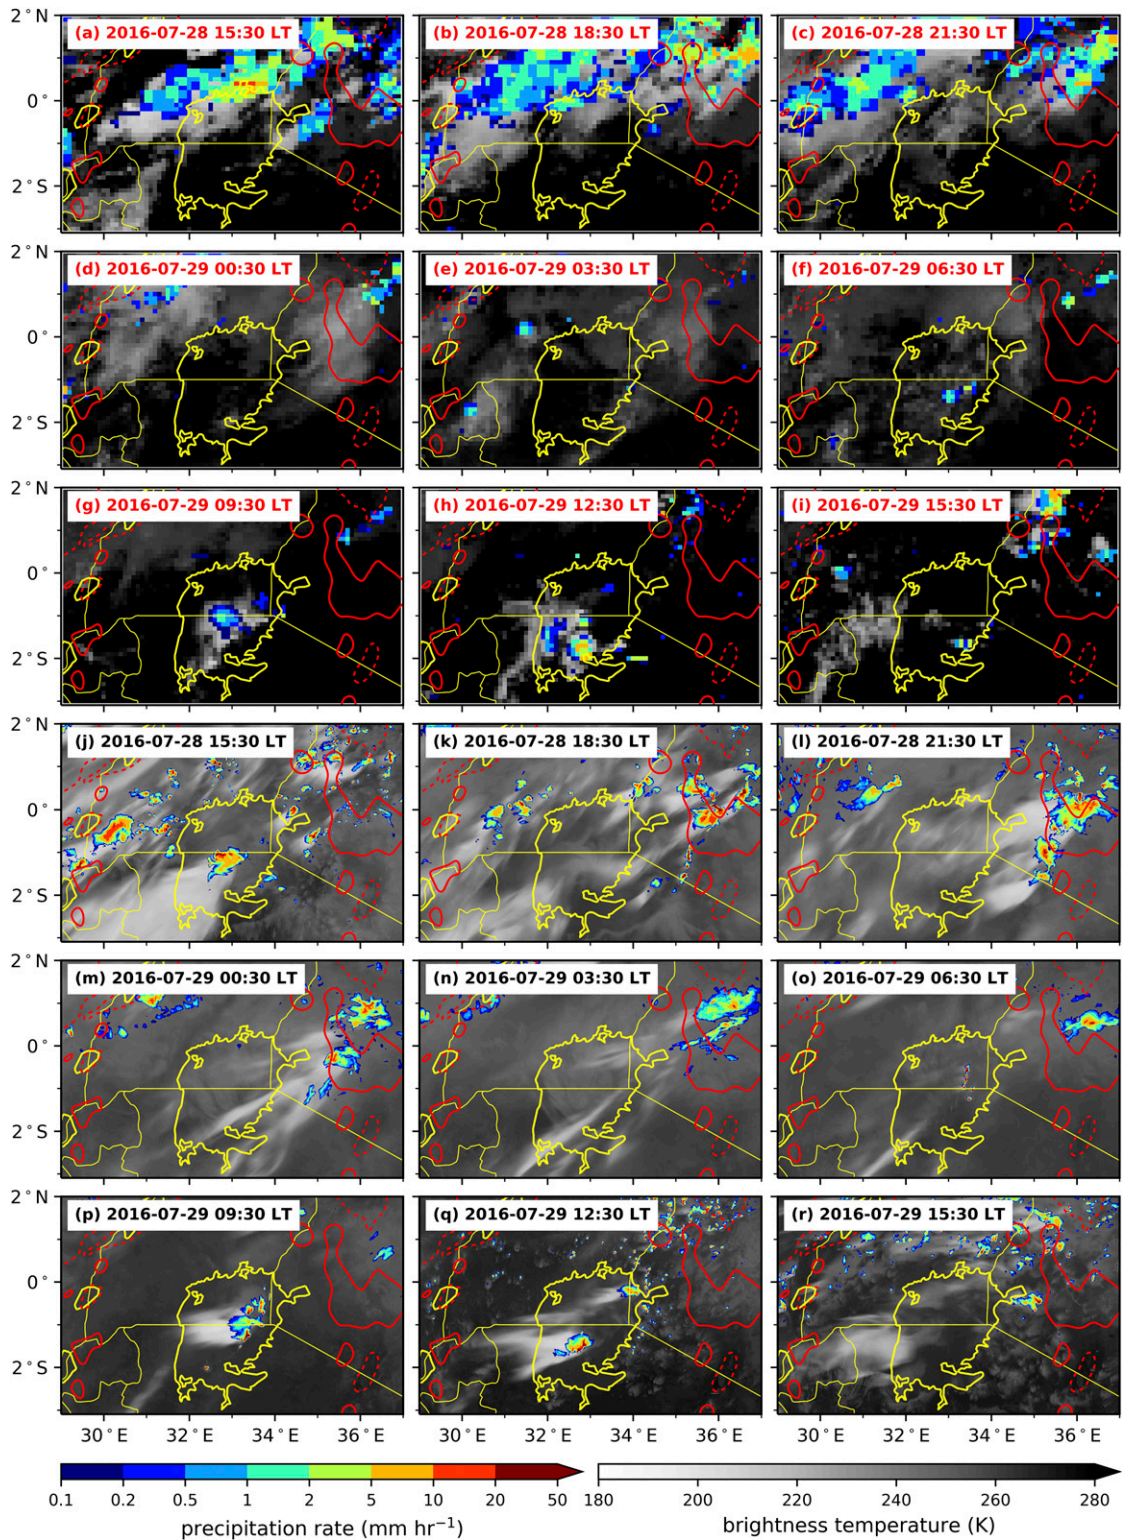 2°N
0°
2°S
(a) 2016-07-28 15:30 LT
(b) 2016-07-28 18:30 LT
(c) 2016-07-28 21:30 LT
2°N
0°
2°S
(d) 2016-07-29 00:30 LT
(e) 2016-07-29 03:30 LT
(f) 2016-07-29 06:30 LT
2°N
0°
2°S
(g) 2016-07-29 09:30 LT
(h) 2016-07-29 12:30 LT
(i) 2016-07-29 15:30 LT
2°N
0°
2°S
(j) 2016-07-28 15:30 LT
(k) 2016-07-28 18:30 LT
(l) 2016-07-28 21:30 LT
2°N
0°
2°S
(m) 2016-07-29 00:30 LT
(n) 2016-07-29 03:30 LT
(o) 2016-07-29 06:30 LT
2°N
0°
2°S
(p) 2016-07-29 09:30 LT
(q) 2016-07-29 12:30 LT
(r) 2016-07-29 15:30 LT
30°E 32°E 34°E 36°E 30°E 32°E 34°E 36°E 30°E 32°E 34°E 36°E
0.1 0.2 0.5 1 2 5 10 20 50
precipitation rate (mm hr⁻¹)
180 200 220 240 260 280
brightness temperature (K)